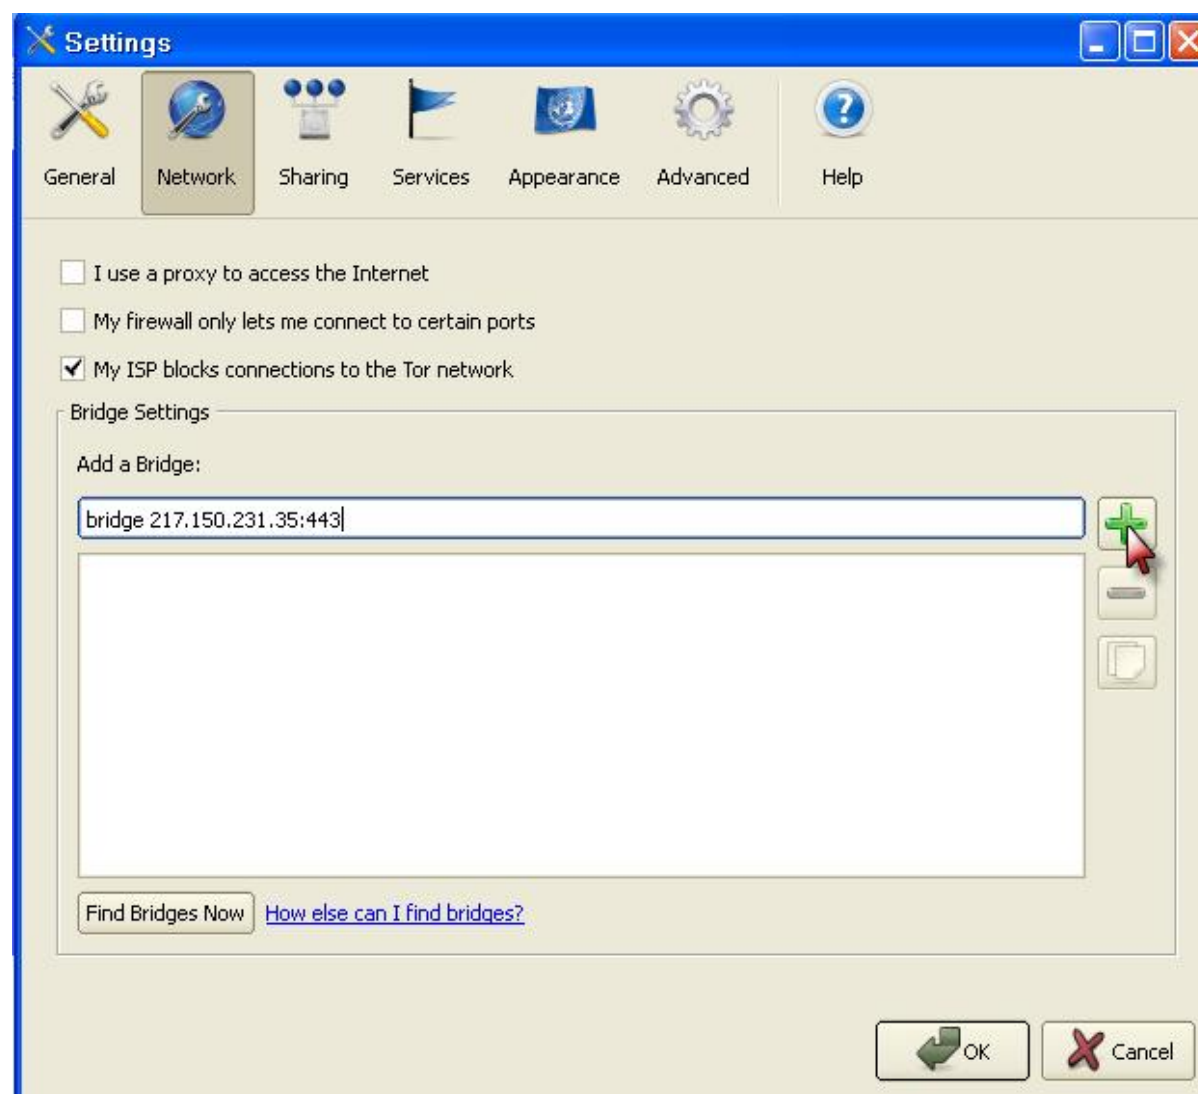 Settings
General Network Sharing Services Appearance Advanced Help
I use a proxy to access the Internet
My firewall only lets me connect to certain ports
My ISP blocks connections to the Tor network
Bridge Settings
Add a Bridge:
bridge 217.150.231.35:443
Find Bridges Now How else can I find bridges?
OK Cancel